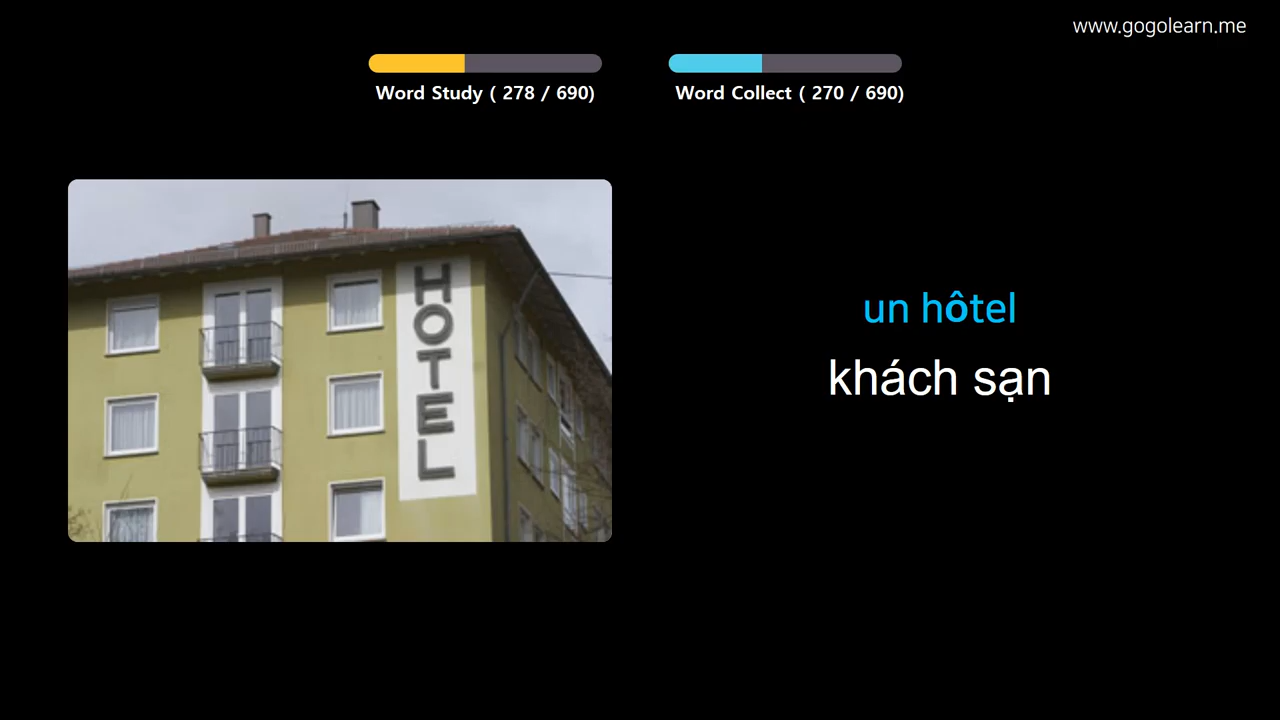 www.gogolearn.me
Word Study ( 278 / 690)
Word Collect ( 270 / 690)
HOTEL
un hôtel
khách sạn